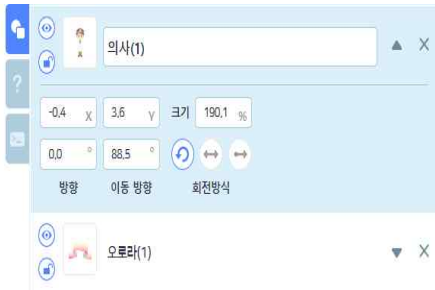 의사(1)
-0,4 X 3,6 Y 크기 190,1 %
0,0 ° 88,5 °
방향 이동 방향 회전방식
오로라(1)